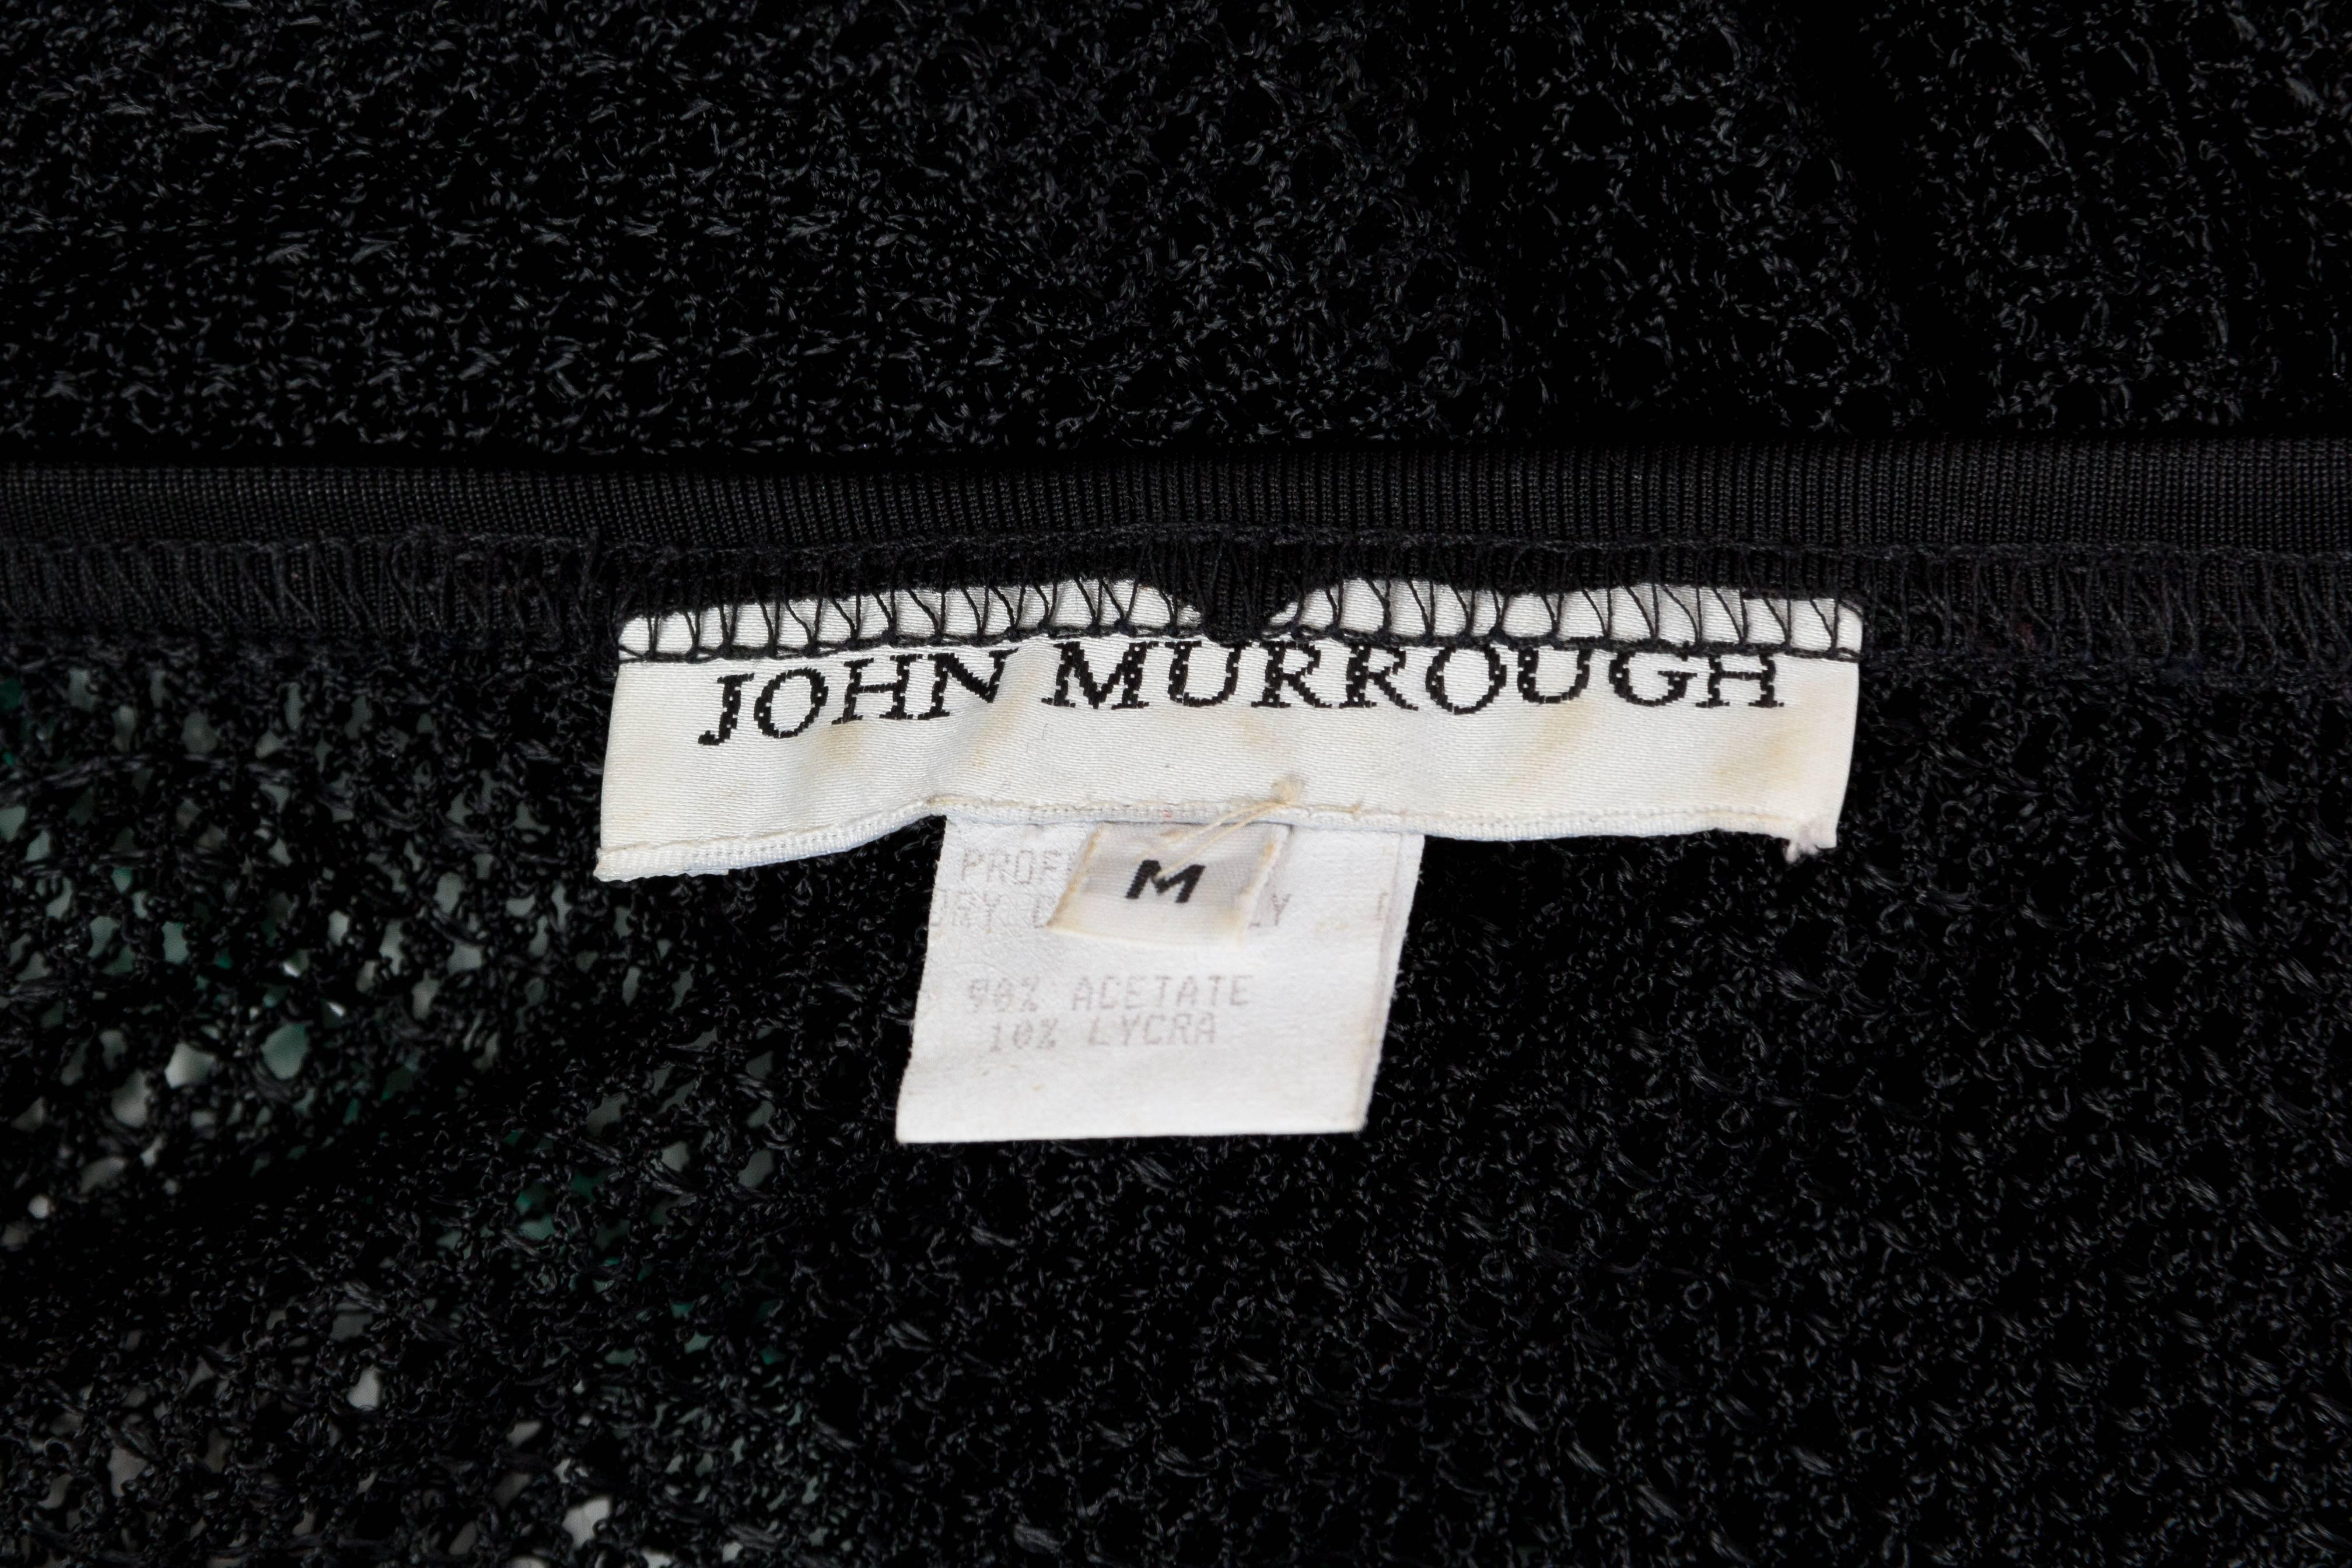 JOHN MURROUGH
M
90% ACETATE
10% LYCRA